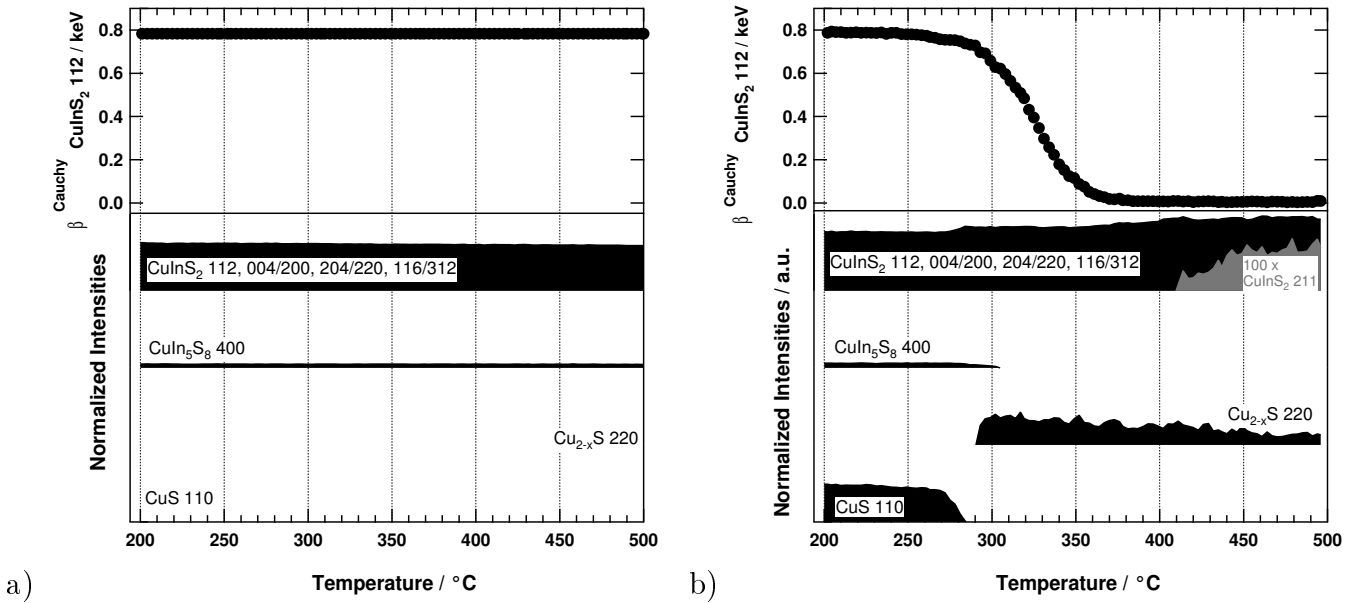 β Cauchy CuInS2 112 / keV
0.8
0.6
0.4
0.2
0.0
Normalized Intensities
CuInS2 112, 004/200, 204/220, 116/312
CuIn5S8 400
Cu2-xS 220
CuS 110
200 250 300 350 400 450 500
Temperature / °C
a)
β Cauchy CuInS2 112 / keV
0.8
0.6
0.4
0.2
0.0
Normalized Intensities / a.u.
CuInS2 112, 004/200, 204/220, 116/312
100 x
CuInS2 211
CuIn5S8 400
Cu2-xS 220
CuS 110
200 250 300 350 400 450 500
Temperature / °C
b)